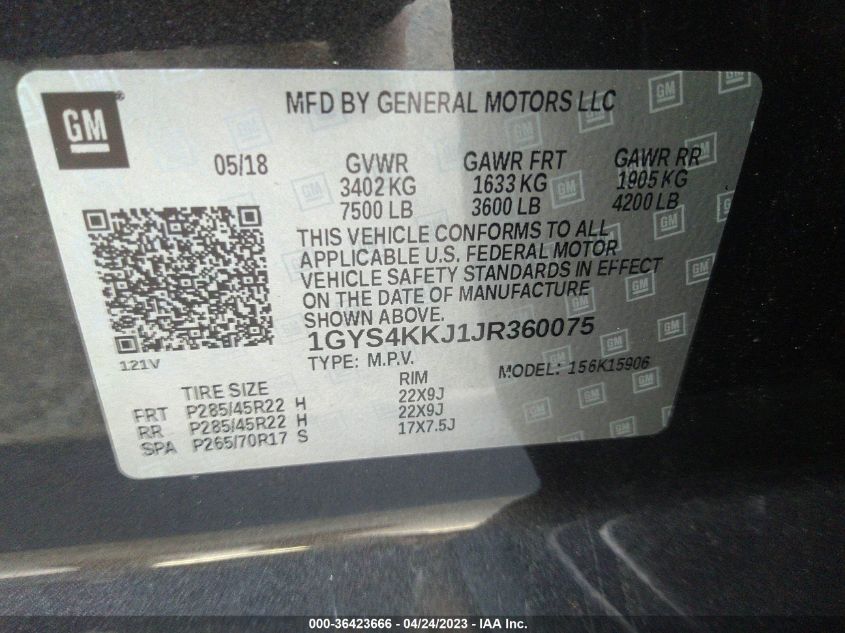 GM
MFD BY GENERAL MOTORS LLC
05/18 GVWR GAWR FRT GAWR RR
3402 KG 1633 KG 1905 KG
7500 LB 3600 LB 4200 LB
THIS VEHICLE CONFORMS TO ALL
APPLICABLE U.S. FEDERAL MOTOR
VEHICLE SAFETY STANDARDS IN EFFECT
ON THE DATE OF MANUFACTURE
SHOWN ABOVE.
1GYS4KKJ1JR360075
121V
TYPE: M.P.V. MODEL: 156K15906
TIRE SIZE RIM
FRT P285/45R22 H 22X9J
RR P285/45R22 H 22X9J
SPA P265/70R17 S 17X7.5J
000-36423666 - 04/24/2023 - IAA Inc.